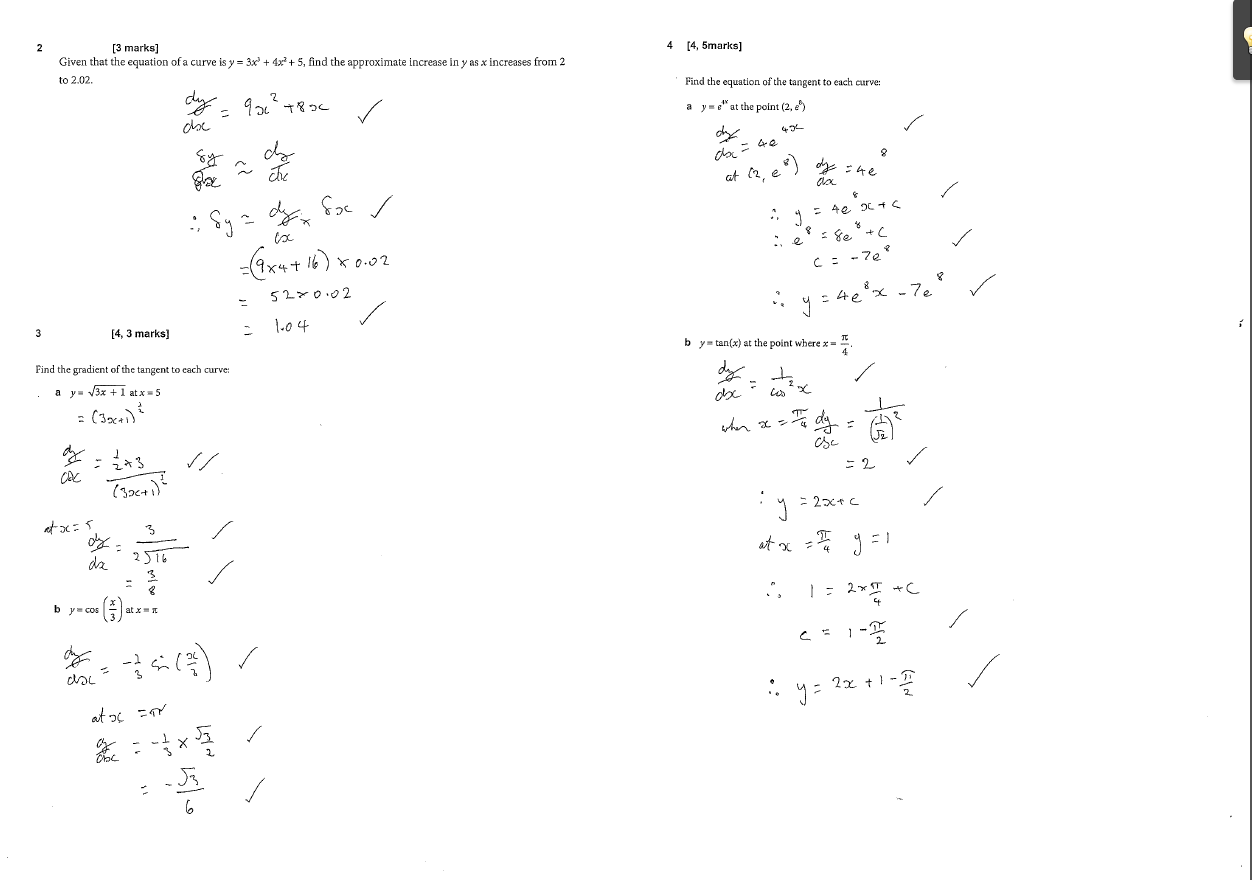 2 [3 marks]
Given that the equation of a curve is y = 3x³ + 4x² + 5, find the approximate increase in y as x increases from 2
to 2.02.
dy/dx = 9x² + 8x ✓
δy/δx ≈ dy/dx
∴ δy ≈ dy/dx × δx ✓
= (9×4 + 16) × 0.02
= 52 × 0.02
= 1.04 ✓
3 [4, 3 marks]
Find the gradient of the tangent to each curve:
a y = √(3x + 1) at x = 5
= (3x+1)^½
dy/dx = ½×3 / (3x+1)^½ ✓✓
at x = 5
dy/dx = 3 / 2√16 ✓
= 3/8 ✓
b y = cos (x/3) at x = π
dy/dx = -1/3 sin (x/3) ✓
at x = π
dy/dx = -1/3 × √3/2 ✓
= -√3/6 ✓
4 [4, 5marks]
Find the equation of the tangent to each curve:
a y = e^4x at the point (2, e⁸)
dy/dx = 4e^4x ✓
at (2, e⁸) dy/dx = 4e⁸
∴ y = 4e⁸x + c ✓
∴ e⁸ = 8e⁸ + c
c = -7e⁸ ✓
∴ y = 4e⁸x - 7e⁸ ✓
b y = tan(x) at the point where x = π/4.
dy/dx = 1/cos²x ✓
when x = π/4 dy/dx = 1/(1/√2)²
= 2 ✓
∴ y = 2x + c ✓
at x = π/4 y = 1
∴ 1 = 2×π/4 + c
c = 1 - π/2 ✓
∴ y = 2x + 1 - π/2 ✓